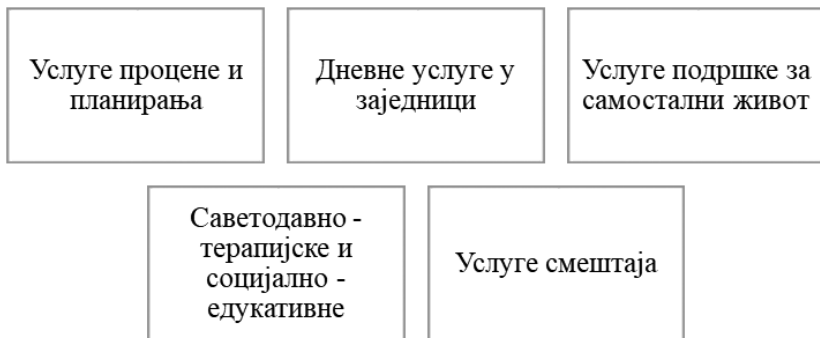 Услуге процене и
планирања
Дневне услуге у
заједници
Услуге подршке за
самостални живот
Саветодавно -
терапијске и
социјално -
едукативне
Услуге смештаја